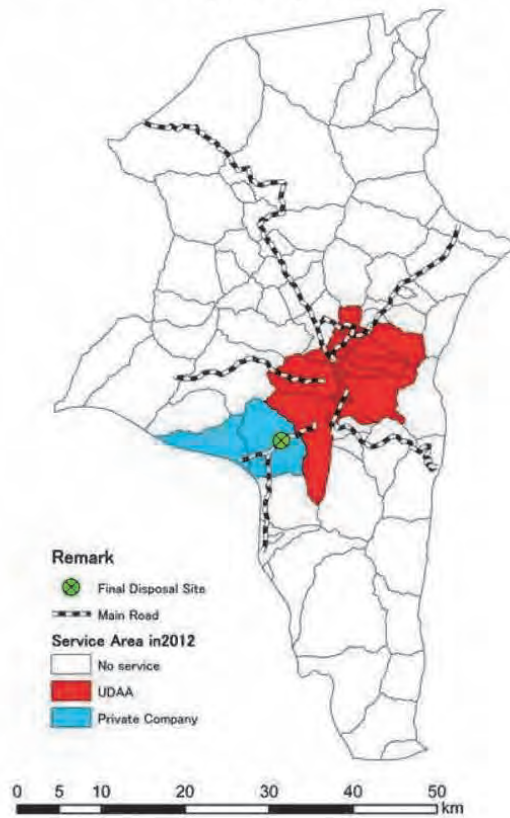 Remark
Final Disposal Site
Main Road
Service Area in2012
No service
UDAA
Private Company
0 5 10 20 30 40 50
km